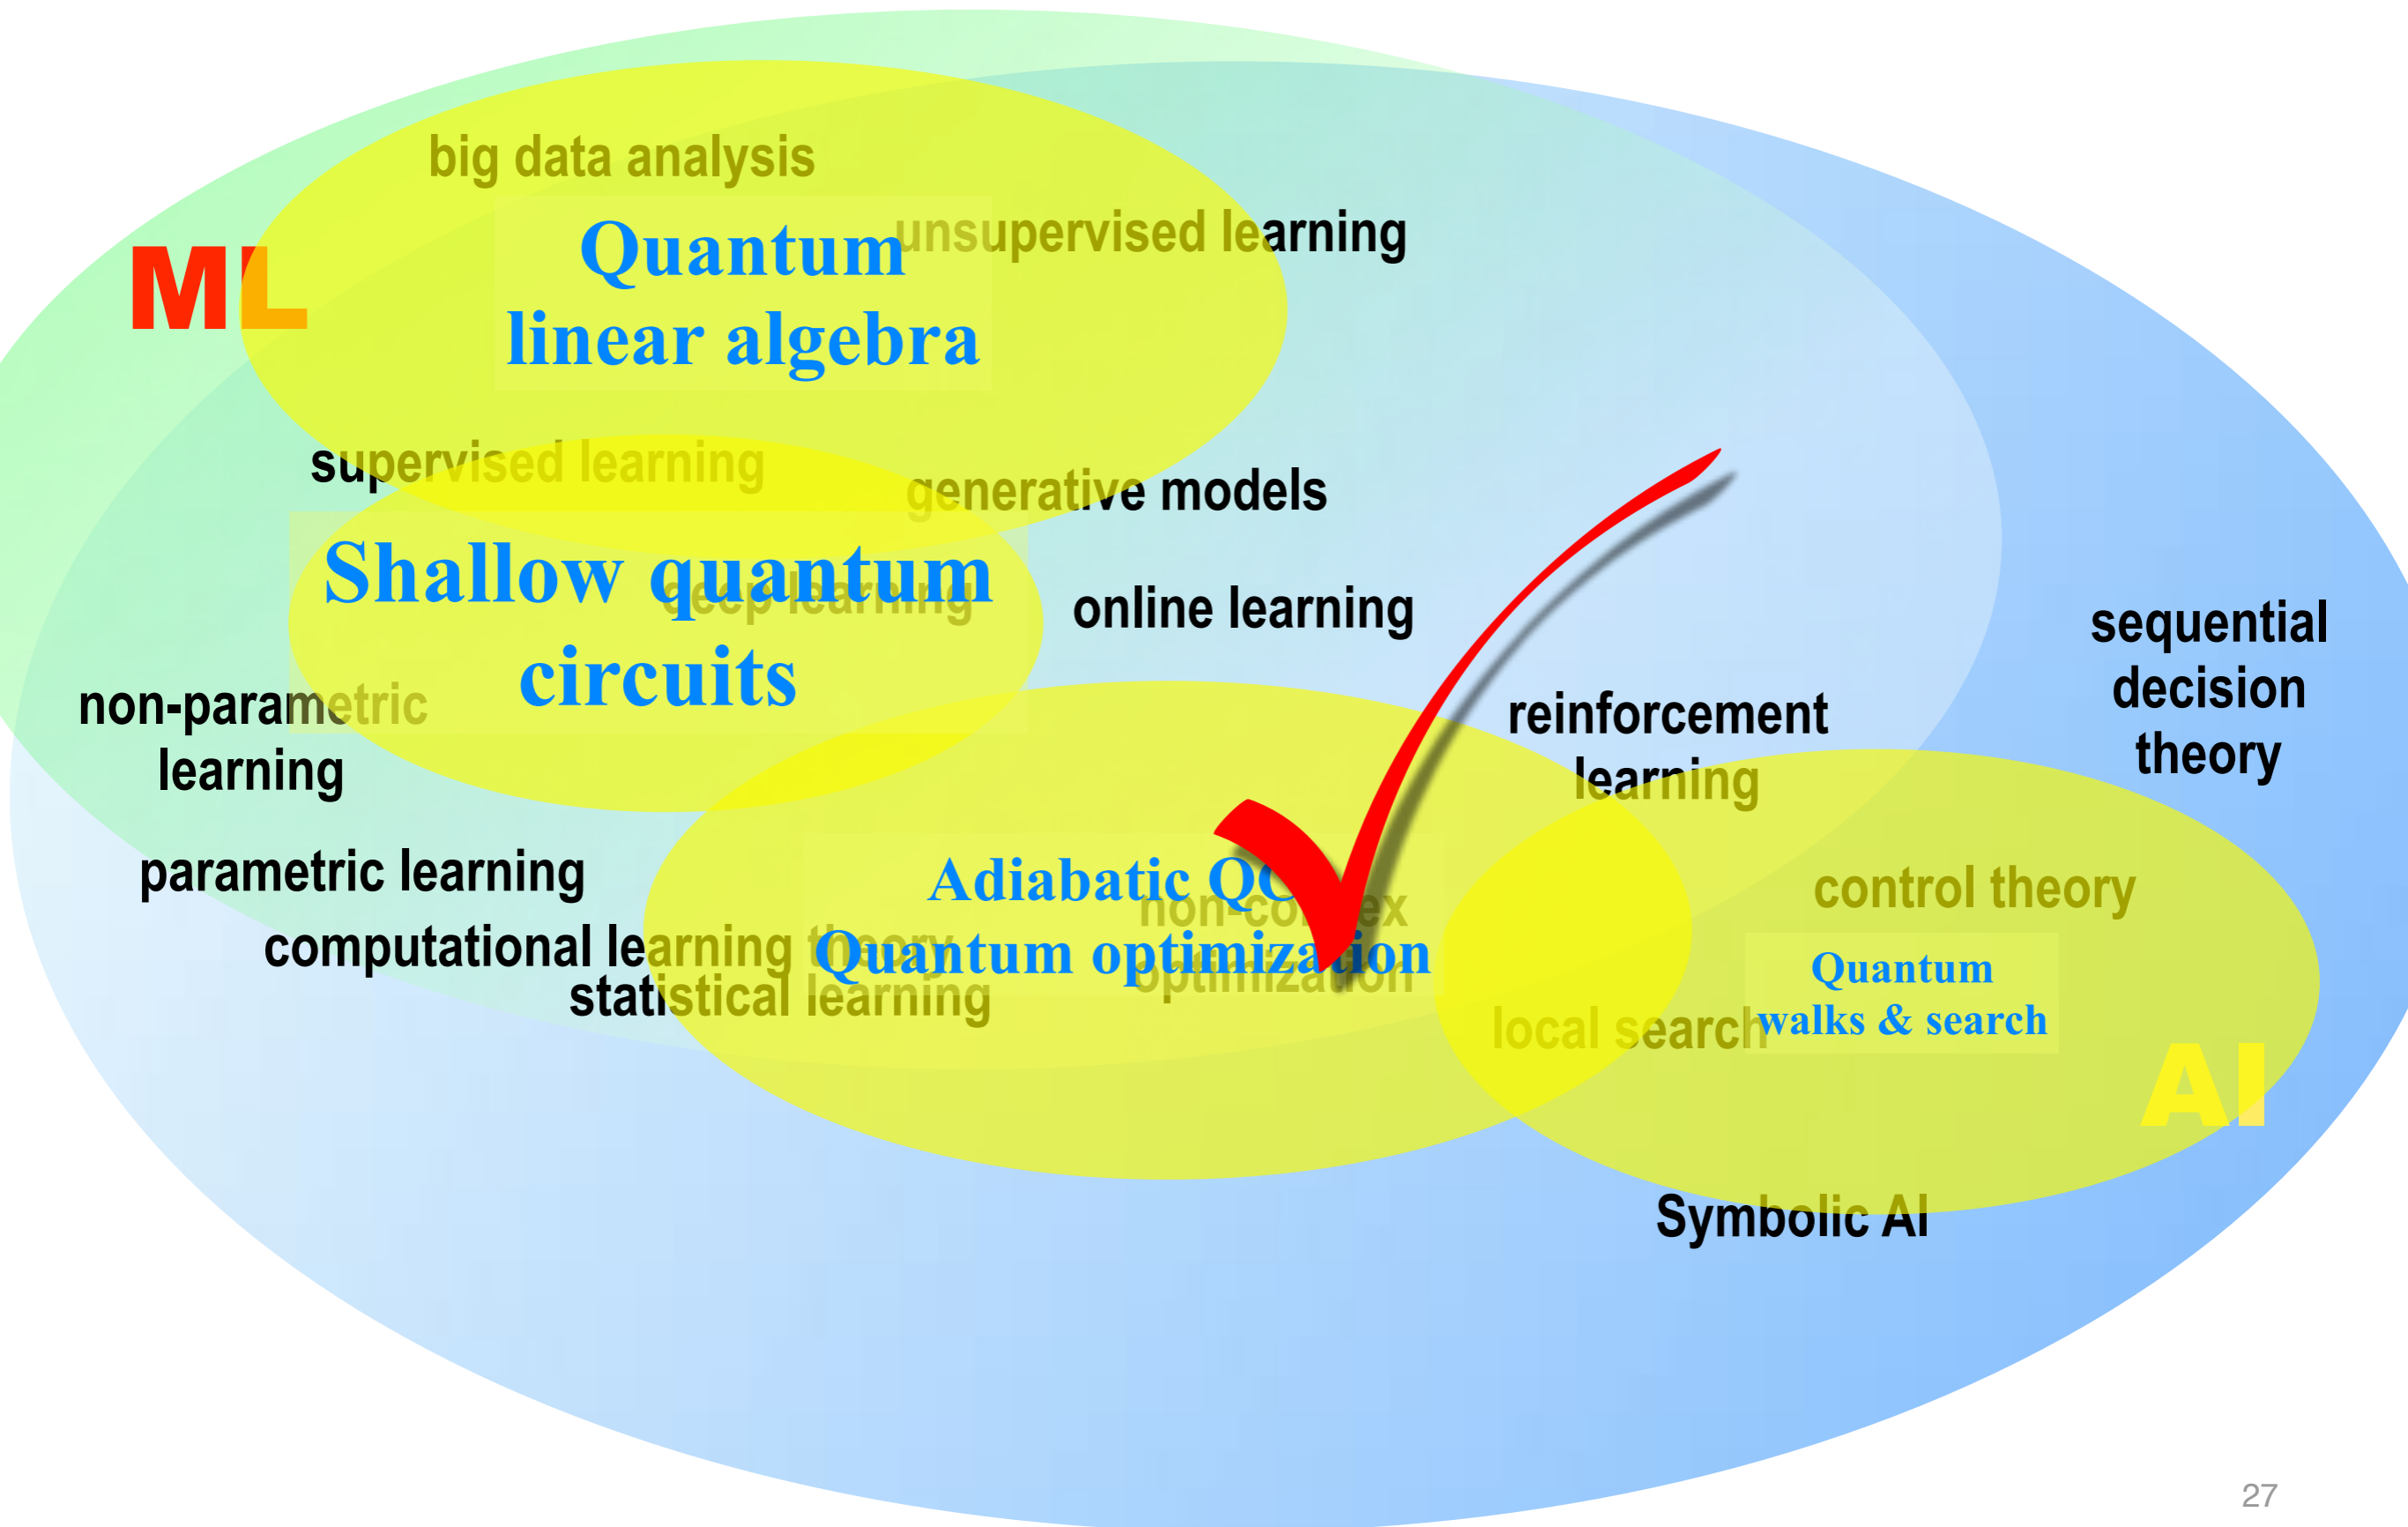 big data analysis
unsupervised learning
Quantum
linear algebra
ML
supervised learning
generative models
Shallow quantum
circuits
deep learning
online learning
sequential
decision
theory
non-parametric
learning
reinforcement
learning
parametric learning
Adiabatic QC
Quantum optimization
non-convex
optimization
control theory
computational learning theory
statistical learning
Quantum
walks & search
local search
AI
Symbolic AI
27